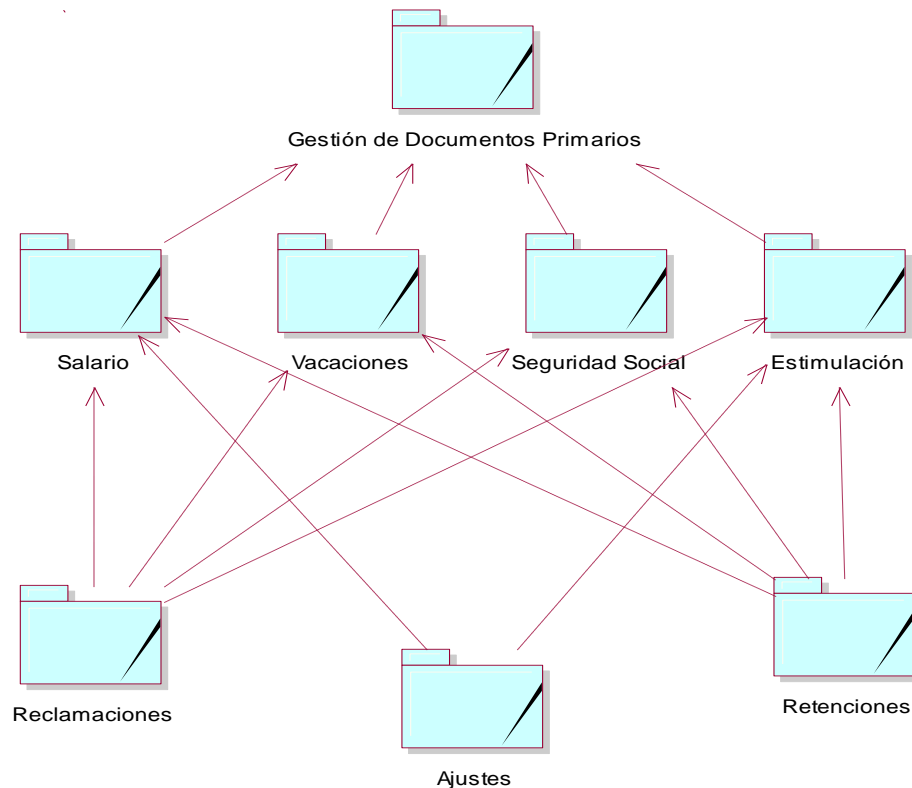 Gestión de Documentos Primarios
Salario
Vacaciones
Seguridad Social
Estimulación
Reclamaciones
Retenciones
Ajustes